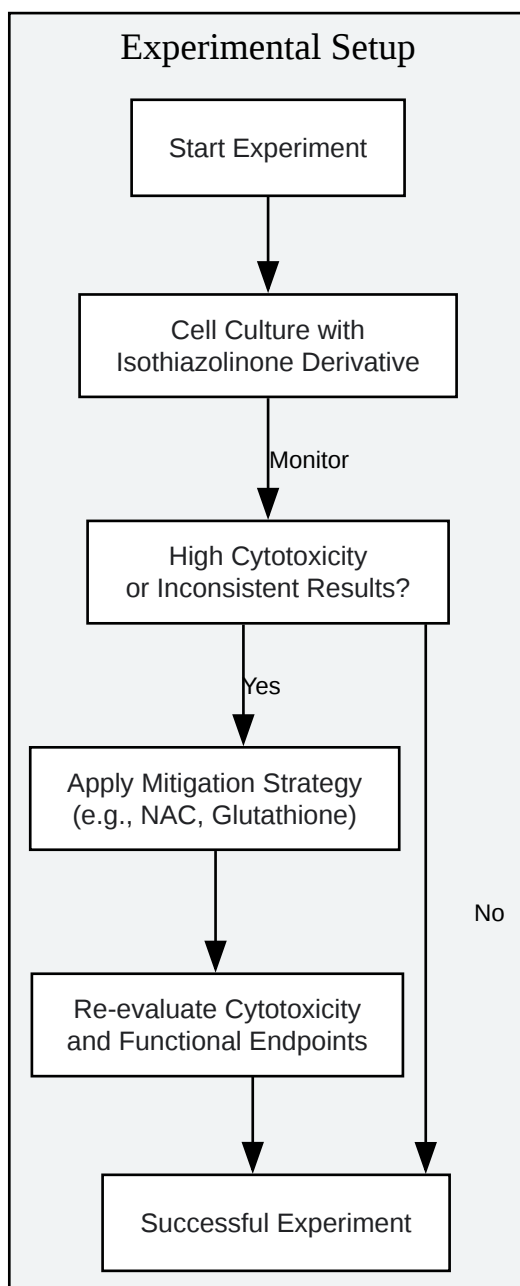 Experimental Setup
Start Experiment
Cell Culture with
Isothiazolinone Derivative
Monitor
High Cytotoxicity
or Inconsistent Results?
Yes
Apply Mitigation Strategy
(e.g., NAC, Glutathione)
No
Re-evaluate Cytotoxicity
and Functional Endpoints
Successful Experiment